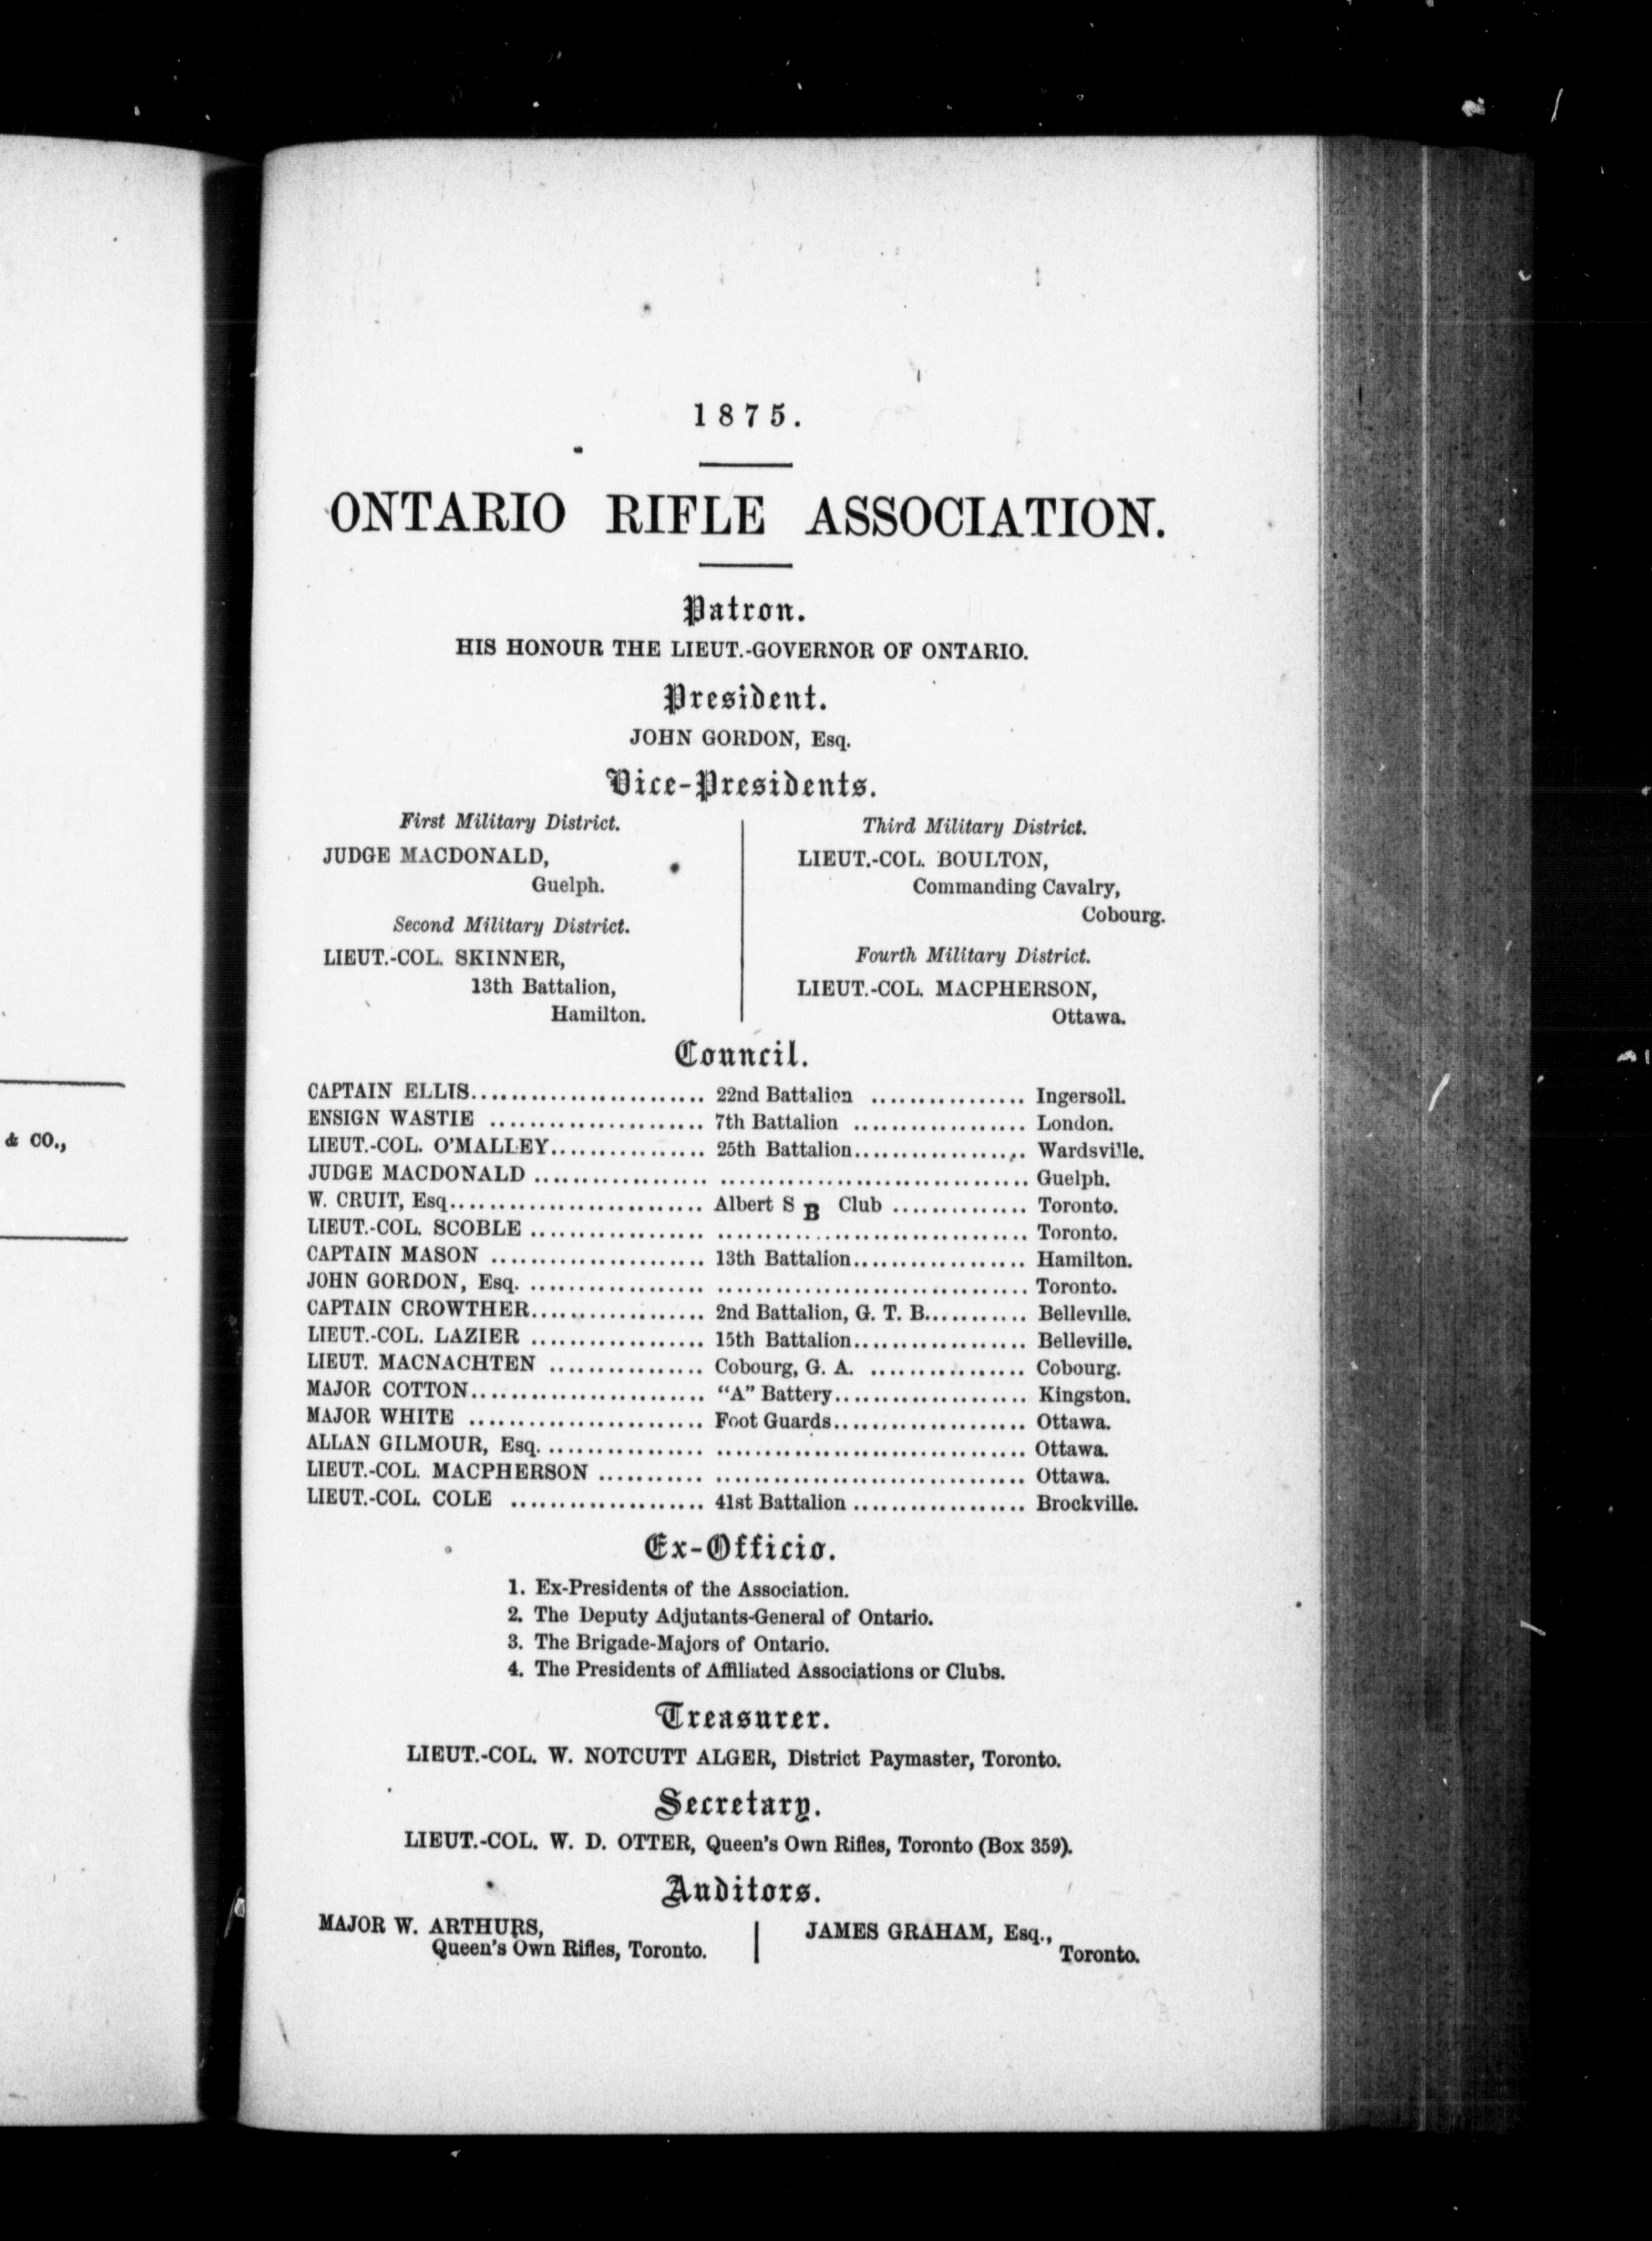 & CO.,
1875.
ONTARIO RIFLE ASSOCIATION.
Patron.
HIS HONOUR THE LIEUT.-GOVERNOR OF ONTARIO.
President.
JOHN GORDON, Esq.
Vice-Presidents.
First Military District.
JUDGE MACDONALD,
Guelph.
Second Military District.
LIEUT.-COL. SKINNER,
13th Battalion,
Hamilton.
Third Military District.
LIEUT.-COL. BOULTON,
Commanding Cavalry,
Cobourg.
Fourth Military District.
LIEUT.-COL. MACPHERSON,
Ottawa.
Council.
CAPTAIN ELLIS........................ 22nd Battalion ................ Ingersoll.
ENSIGN WASTIE ...................... 7th Battalion .................. London.
LIEUT.-COL. O'MALLEY................ 25th Battalion.................. Wardsville.
JUDGE MACDONALD .................. ................................ Guelph.
W. CRUIT, Esq.......................... Albert S B Club .............. Toronto.
LIEUT.-COL. SCOBLE .................. ................................ Toronto.
CAPTAIN MASON ...................... 13th Battalion.................. Hamilton.
JOHN GORDON, Esq. .................. ................................ Toronto.
CAPTAIN CROWTHER.................. 2nd Battalion, G. T. B........... Belleville.
LIEUT.-COL. LAZIER .................. 15th Battalion.................. Belleville.
LIEUT. MACNACHTEN ................ Cobourg, G. A. ................ Cobourg.
MAJOR COTTON........................ "A" Battery.................... Kingston.
MAJOR WHITE ........................ Foot Guards.................... Ottawa.
ALLAN GILMOUR, Esq. ................ ................................ Ottawa.
LIEUT.-COL. MACPHERSON ........... ................................ Ottawa.
LIEUT.-COL. COLE .................... 41st Battalion .................. Brockville.
Ex-Officio.
1. Ex-Presidents of the Association.
2. The Deputy Adjutants-General of Ontario.
3. The Brigade-Majors of Ontario.
4. The Presidents of Affiliated Associations or Clubs.
Treasurer.
LIEUT.-COL. W. NOTCUTT ALGER, District Paymaster, Toronto.
Secretary.
LIEUT.-COL. W. D. OTTER, Queen's Own Rifles, Toronto (Box 359).
Auditors.
MAJOR W. ARTHURS,
Queen's Own Rifles, Toronto.
JAMES GRAHAM, Esq.,
Toronto.